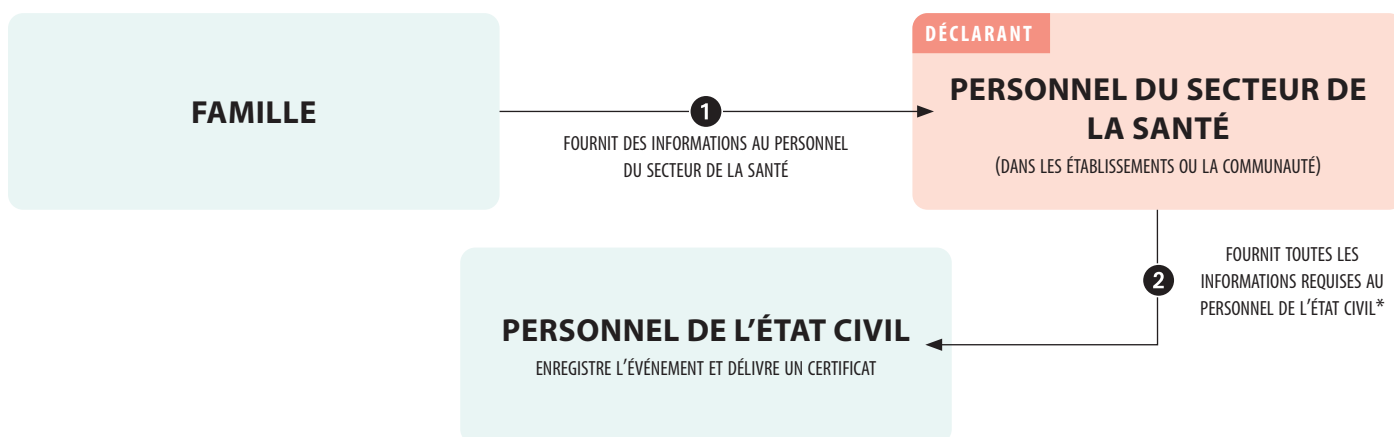 FAMILLE
1
FOURNIT DES INFORMATIONS AU PERSONNEL
DU SECTEUR DE LA SANTÉ
DÉCLARANT
PERSONNEL DU SECTEUR DE
LA SANTÉ
(DANS LES ÉTABLISSEMENTS OU LA COMMUNAUTÉ)
2
FOURNIT TOUTES LES
INFORMATIONS REQUISES AU
PERSONNEL DE L’ÉTAT CIVIL*
PERSONNEL DE L’ÉTAT CIVIL
ENREGISTRE L’ÉVÉNEMENT ET DÉLIVRE UN CERTIFICAT